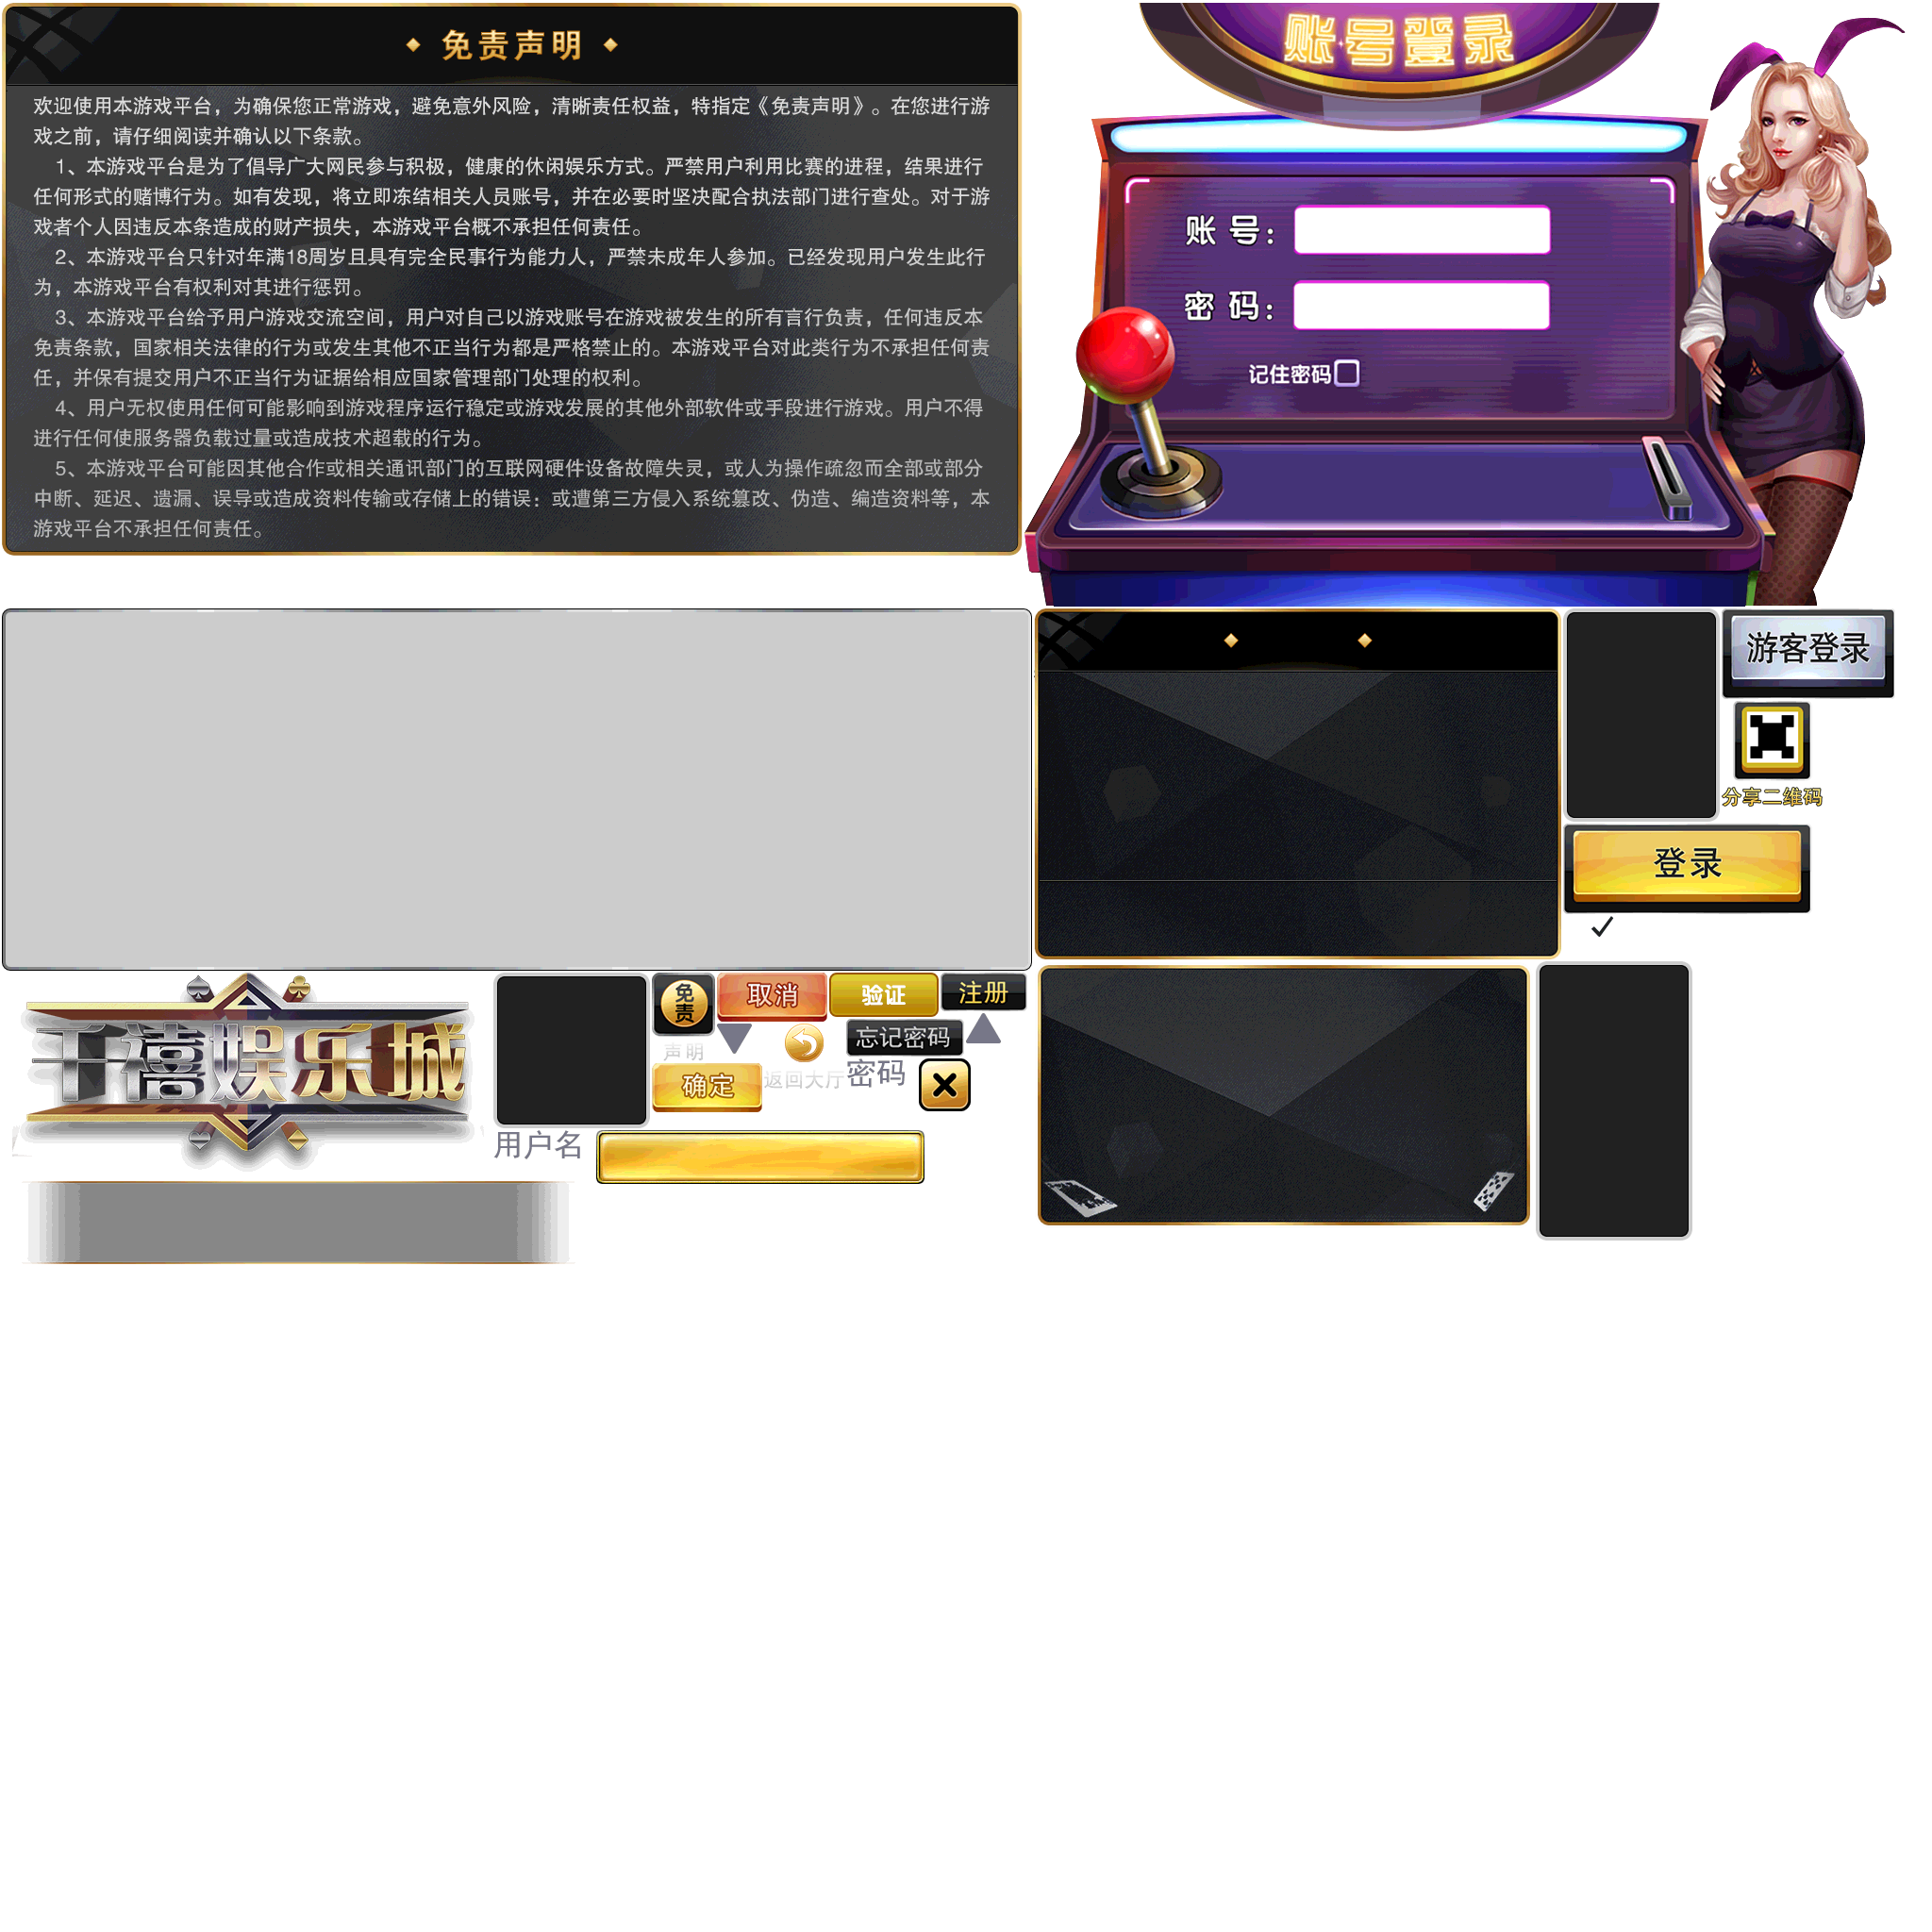 免责声明
欢迎使用本游戏平台，为确保您正常游戏，避免意外风险，清晰责任权益，特指定《免责声明》。在您进行游
戏之前，请仔细阅读并确认以下条款。
1、本游戏平台是为了倡导广大网民参与积极，健康的休闲娱乐方式。严禁用户利用比赛的进程，结果进行
任何形式的赌博行为。如有发现，将立即冻结相关人员账号，并在必要时坚决配合执法部门进行查处。对于游
戏者个人因违反本条造成的财产损失，本游戏平台概不承担任何责任。
2、本游戏平台只针对年满18周岁且具有完全民事行为能力人，严禁未成年人参加。已经发现用户发生此行
为，本游戏平台有权利对其进行惩罚。
3、本游戏平台给予用户游戏交流空间，用户对自己以游戏账号在游戏被发生的所有言行负责，任何违反本
免责条款，国家相关法律的行为或发生其他不正当行为都是严格禁止的。本游戏平台对此类行为不承担任何责
任，并保有提交用户不正当行为证据给相应国家管理部门处理的权利。
4、用户无权使用任何可能影响到游戏程序运行稳定或游戏发展的其他外部软件或手段进行游戏。用户不得
进行任何使服务器负载过量或造成技术超载的行为。
5、本游戏平台可能因其他合作或相关通讯部门的互联网硬件设备故障失灵，或人为操作疏忽而全部或部分
中断、延迟、遗漏、误导或造成资料传输或存储上的错误：或遭第三方侵入系统篡改、伪造、编造资料等，本
游戏平台不承担任何责任。
账号登录
账 号：
密 码：
记住密码
游客登录
分享二维码
登录
千禧娱乐城
免责
声明
取消
验证
注册
忘记密码
确定
返回大厅
密码
用户名